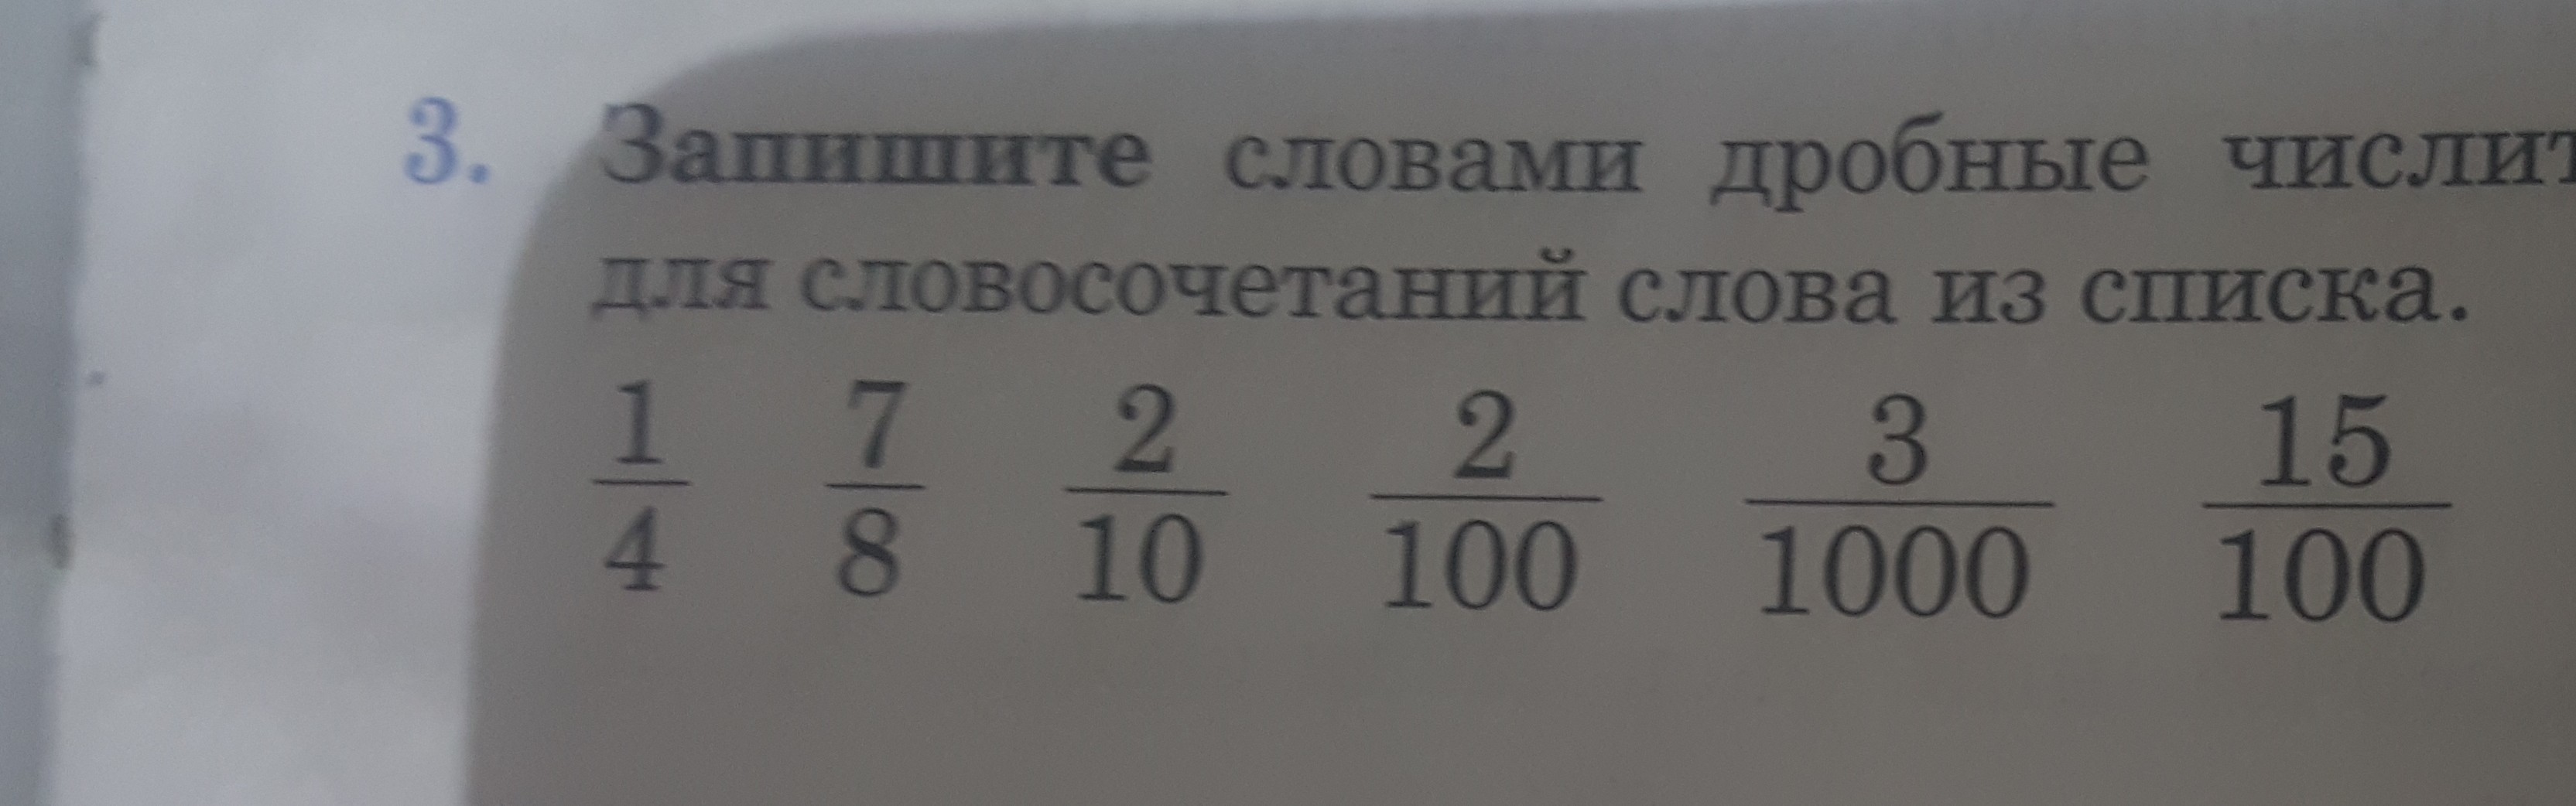 3. Запишите словами дробные числит
для словосочетаний слова из списка.
1/4 7/8 2/10 2/100 3/1000 15/100